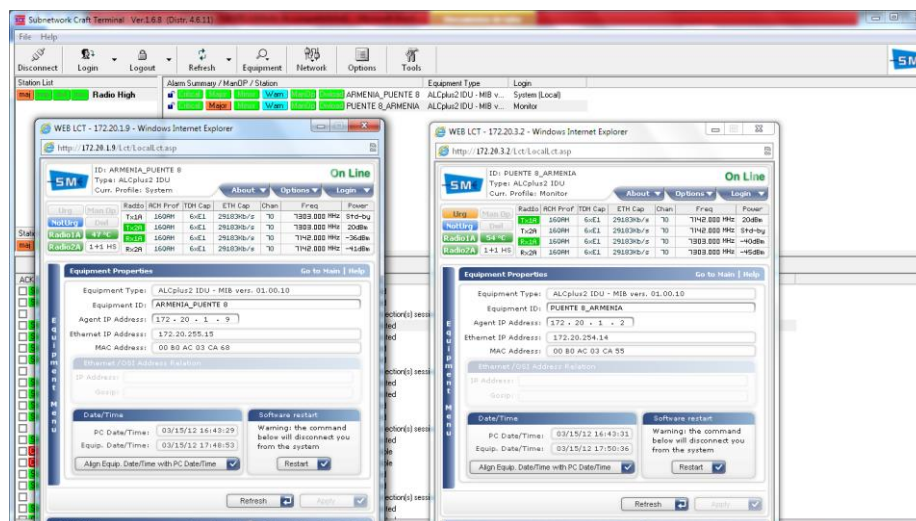 Subnetwork Craft Terminal Ver.1.6.8 (Distr. 4.6.11)
File Help
Disconnect Login Logout Refresh Equipment Network Options Tools
Station List
Radio High
Alarm Summary / ManOP / Station Equipment Type Login
Warn ARMENIA_PUENTE 8 ALCplus2 IDU - MIB v... System (Local)
Major Warn PUENTE 8_ARMENIA ALCplus2 IDU - MIB v... Monitor
WEB LCT - 172.20.1.9 - Windows Internet Explorer
http://172.20.1.9/Lct/LocalLct.asp
SM
ID: ARMENIA_PUENTE 8
Type: ALCplus2 IDU
Curr. Profile: System
On Line
About Options Login
Urg Man Op Radio ACM Prof TDM Cap ETH Cap Chan Freq Power
NotUrg Tx1A 6xE1 29183Kb/s 7303.000 MHz Std-by
Tx2A 6xE1 29183Kb/s 7303.000 MHz 20dBm
Radio1A 47 °C Rx1A 6xE1 29183Kb/s 7142.000 MHz -36dBm
Radio2A 1+1 HS Rx2A 6xE1 29183Kb/s 7142.000 MHz -41dBm
Equipment Menu
Equipment Properties Go to Main | Help
Equipment Type: ALCplus2 IDU - MIB vers. 01.00.10
Equipment ID: ARMENIA_PUENTE 8
Agent IP Address: 172 . 20 . 1 . 9
Ethernet IP Address: 172.20.255.15
MAC Address: 00 B0 AC 03 CA 68
Ethernet /OSI Address Relation
IP Address:
Date/Time
PC Date/Time: 03/15/12 16:43:29
Equip. Date/Time: 03/15/12 17:48:53
Align Equip. Date/Time with PC Date/Time
Software restart
Warning: the command
below will disconnect you
from the system
Restart
Refresh Apply
WEB LCT - 172.20.3.2 - Windows Internet Explorer
http://172.20.3.2/Lct/LocalLct.asp
SM
ID: PUENTE 8_ARMENIA
Type: ALCplus2 IDU
Curr. Profile: Monitor
On Line
About Options Login
Urg Man Op Radio ACM Prof TDM Cap ETH Cap Chan Freq Power
NotUrg Tx1A 6xE1 29183Kb/s 7142.000 MHz 20dBm
Tx2A 6xE1 29183Kb/s 7142.000 MHz Std-by
Radio1A 54 °C Rx1A 6xE1 29183Kb/s 7303.000 MHz -40dBm
Radio2A 1+1 HS Rx2A 6xE1 29183Kb/s 7303.000 MHz -45dBm
Equipment Menu
Equipment Properties Go to Main | Help
Equipment Type: ALCplus2 IDU - MIB vers. 01.00.10
Equipment ID: PUENTE 8_ARMENIA
Agent IP Address: 172 . 20 . 1 . 2
Ethernet IP Address: 172.20.254.14
MAC Address: 00 B0 AC 03 CA 55
Ethernet /OSI Address Relation
IP Address:
Date/Time
PC Date/Time: 03/15/12 16:43:31
Equip. Date/Time: 03/15/12 17:50:36
Align Equip. Date/Time with PC Date/Time
Software restart
Warning: the command
below will disconnect you
from the system
Restart
Refresh Apply